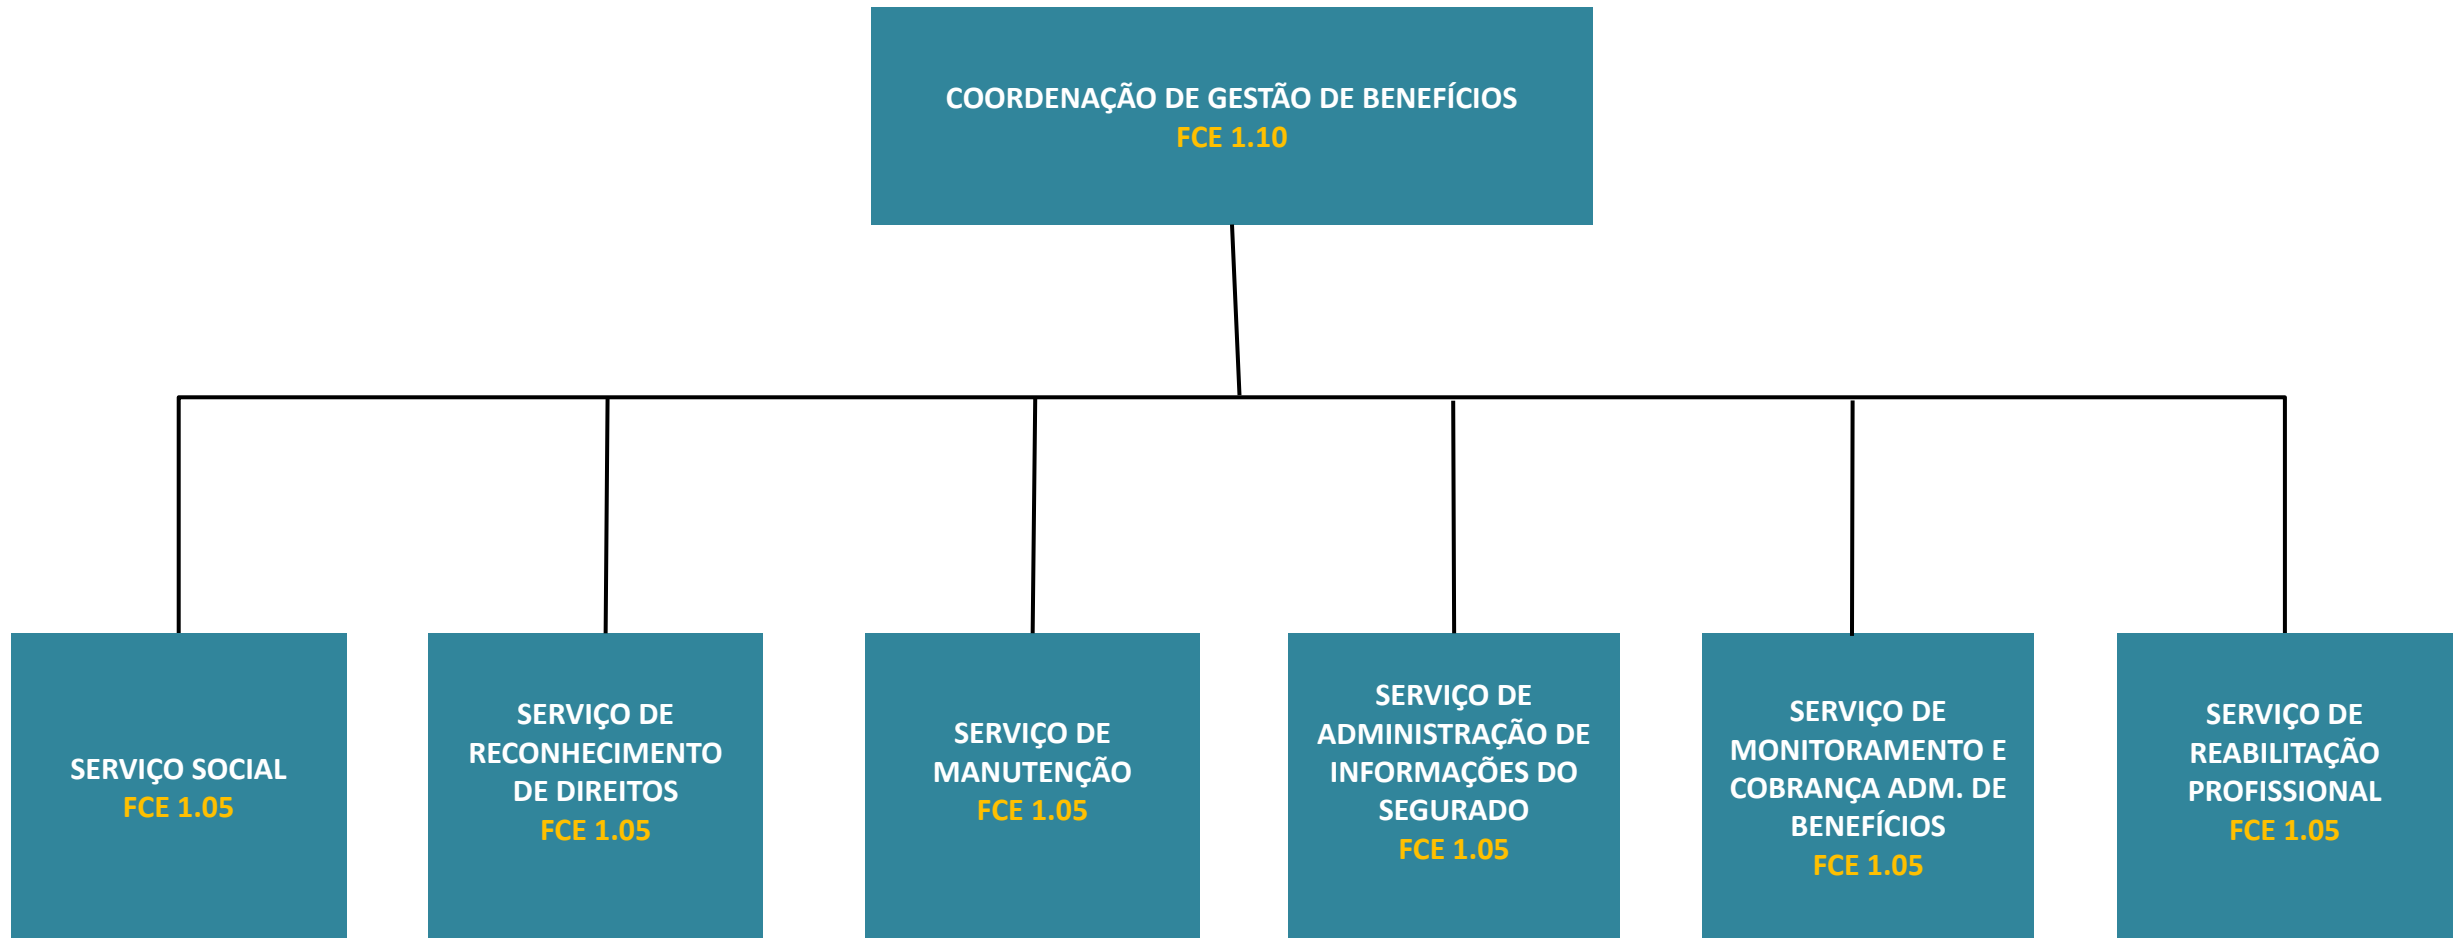 COORDENAÇÃO DE GESTÃO DE BENEFÍCIOS
FCE 1.10
SERVIÇO SOCIAL
FCE 1.05
SERVIÇO DE
RECONHECIMENTO
DE DIREITOS
FCE 1.05
SERVIÇO DE
MANUTENÇÃO
FCE 1.05
SERVIÇO DE
ADMINISTRAÇÃO DE
INFORMAÇÕES DO
SEGURADO
FCE 1.05
SERVIÇO DE
MONITORAMENTO E
COBRANÇA ADM. DE
BENEFÍCIOS
FCE 1.05
SERVIÇO DE
REABILITAÇÃO
PROFISSIONAL
FCE 1.05